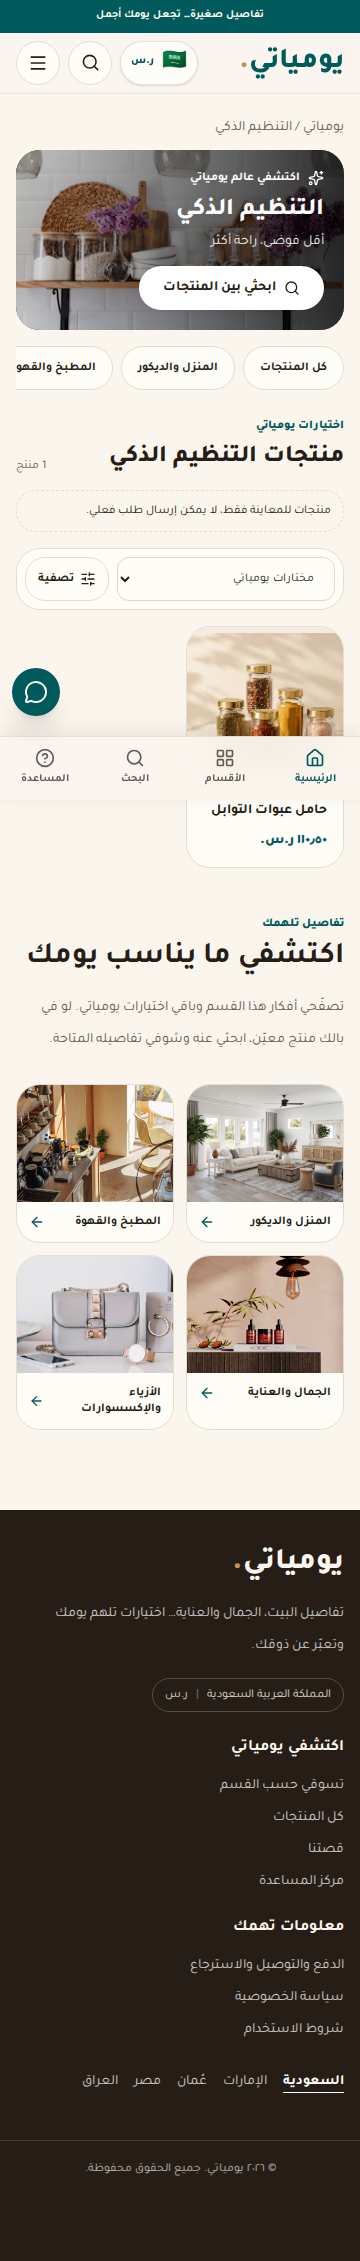 تفاصيل صغيرة… تجعل يومك أجمل
يومياتي.
ر.س
يومياتي / التنظيم الذكي
اكتشفي عالم يومياتي
التنظيم الذكي
أقل فوضى، راحة أكثر
ابحثي بين المنتجات
كل المنتجات
المنزل والديكور
المطبخ والقهو
اختيارات يومياتي
منتجات التنظيم الذكي
1 منتج
منتجات للمعاينة فقط، لا يمكن إرسال طلب فعلي.
مختارات يومياتي
تصفية
الرئيسية
الأقسام
البحث
المساعدة
حامل عبوات التوابل
١١٠٫٥٠ ر.س.
تفاصيل تلهمك
اكتشفي ما يناسب يومك
تصفّحي أفكار هذا القسم وباقي اختيارات يومياتي. لو في
بالك منتج معيّن، ابحثي عنه وشوفي تفاصيله المتاحة.
المنزل والديكور
المطبخ والقهوة
الجمال والعناية
الأزياء
والإكسسوارات
يومياتي.
تفاصيل البيت، الجمال والعناية… اختيارات تلهم يومك
وتعبّر عن ذوقك.
المملكة العربية السعودية | ر.س
اكتشفي يومياتي
تسوقي حسب القسم
كل المنتجات
قصتنا
مركز المساعدة
معلومات تهمك
الدفع والتوصيل والاسترجاع
سياسة الخصوصية
شروط الاستخدام
السعودية
الإمارات
عُمان
مصر
العراق
© ٢٠٢٦ يومياتي. جميع الحقوق محفوظة.